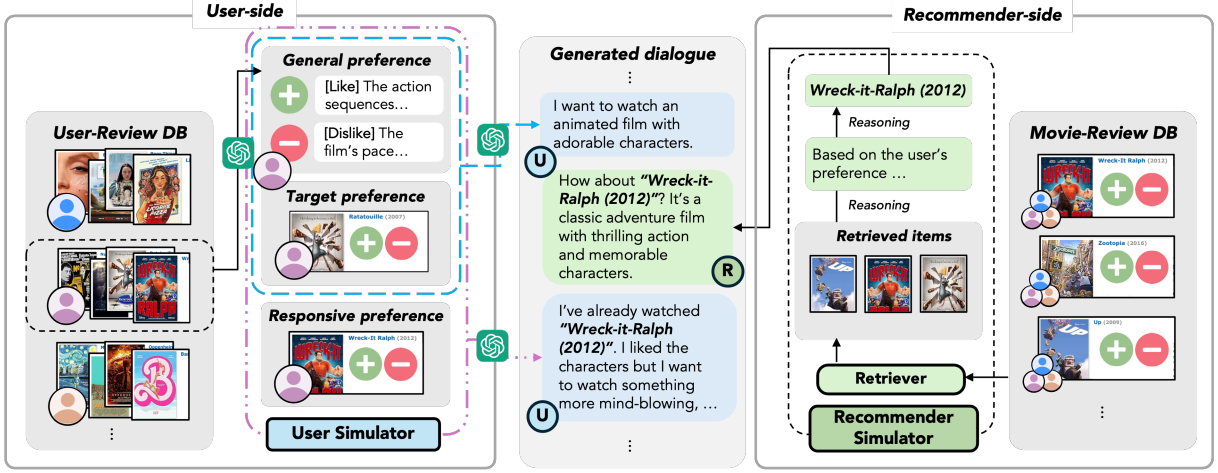 User-side
Recommender-side
User-Review DB
General preference
[Like] The action
sequences…
[Dislike] The
film's pace…
Target preference
Ratatouille (2007)
Responsive preference
Wreck-It Ralph (2012)
User Simulator
Generated dialogue
⋮
I want to watch an
animated film with
adorable characters.
U
How about "Wreck-it-
Ralph (2012)"? It's a
classic adventure film
with thrilling action
and memorable
characters.
R
I've already watched
"Wreck-it-Ralph
(2012)". I liked the
characters but I want
to watch something
more mind-blowing, …
U
⋮
Wreck-it-Ralph (2012)
Reasoning
Based on the user's
preference …
Reasoning
Retrieved items
UP
WRECK-IT
RALPH
Retriever
Recommender
Simulator
Movie-Review DB
Wreck-It Ralph (2012)
Zootopia (2016)
Up (2009)
⋮